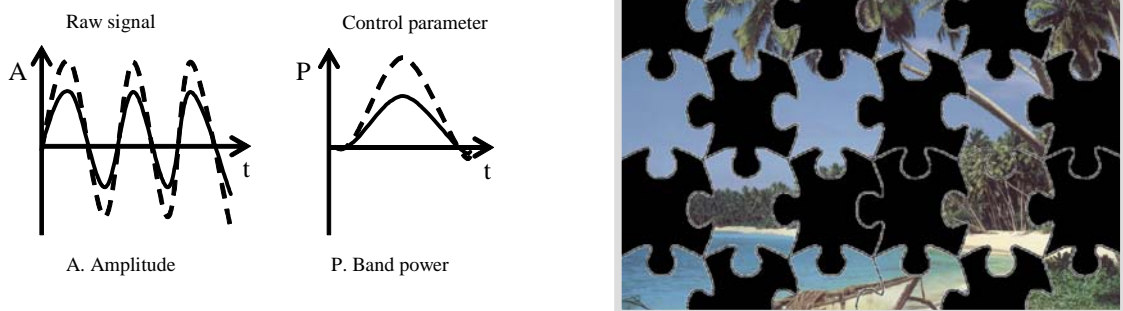 Raw signal
Control parameter
A
P
t
t
A. Amplitude
P. Band power